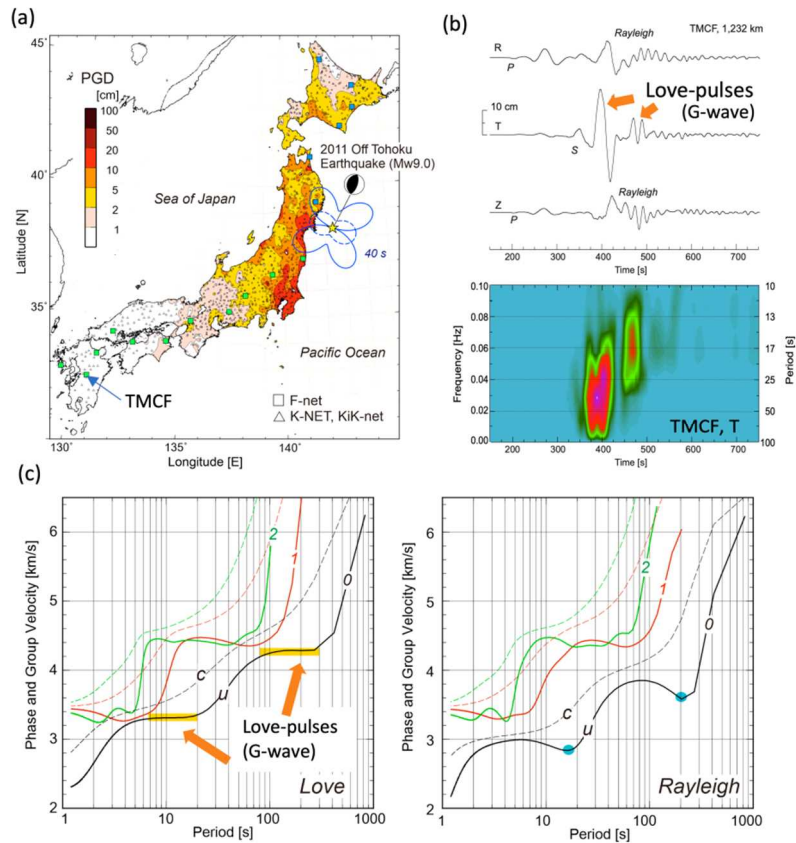 (a)
45°
40°
35°
130°
135°
140°
Latitude [N]
Longitude [E]
PGD
[cm]
100
50
20
10
5
2
1
2011 Off Tohoku
Earthquake (Mw9.0)
Sea of Japan
40 s
Pacific Ocean
TMCF
F-net
K-NET, KiK-net
(b)
TMCF, 1,232 km
R
P
Rayleigh
Love-pulses
(G-wave)
10 cm
T
S
Z
P
Rayleigh
200 300 400 500 600 700
Time [s]
Frequency [Hz]
0.10
0.08
0.06
0.04
0.02
0.00
10
13
17
25
50
100
Period [s]
TMCF, T
200 300 400 500 600 700
Time [s]
(c)
Phase and Group Velocity [km/s]
6
5
4
3
2
2
1
0
c
u
Love-pulses
(G-wave)
Love
1 10 100 1000
Period [s]
Phase and Group Velocity [km/s]
6
5
4
3
2
2
1
0
c
u
Rayleigh
1 10 100 1000
Period [s]